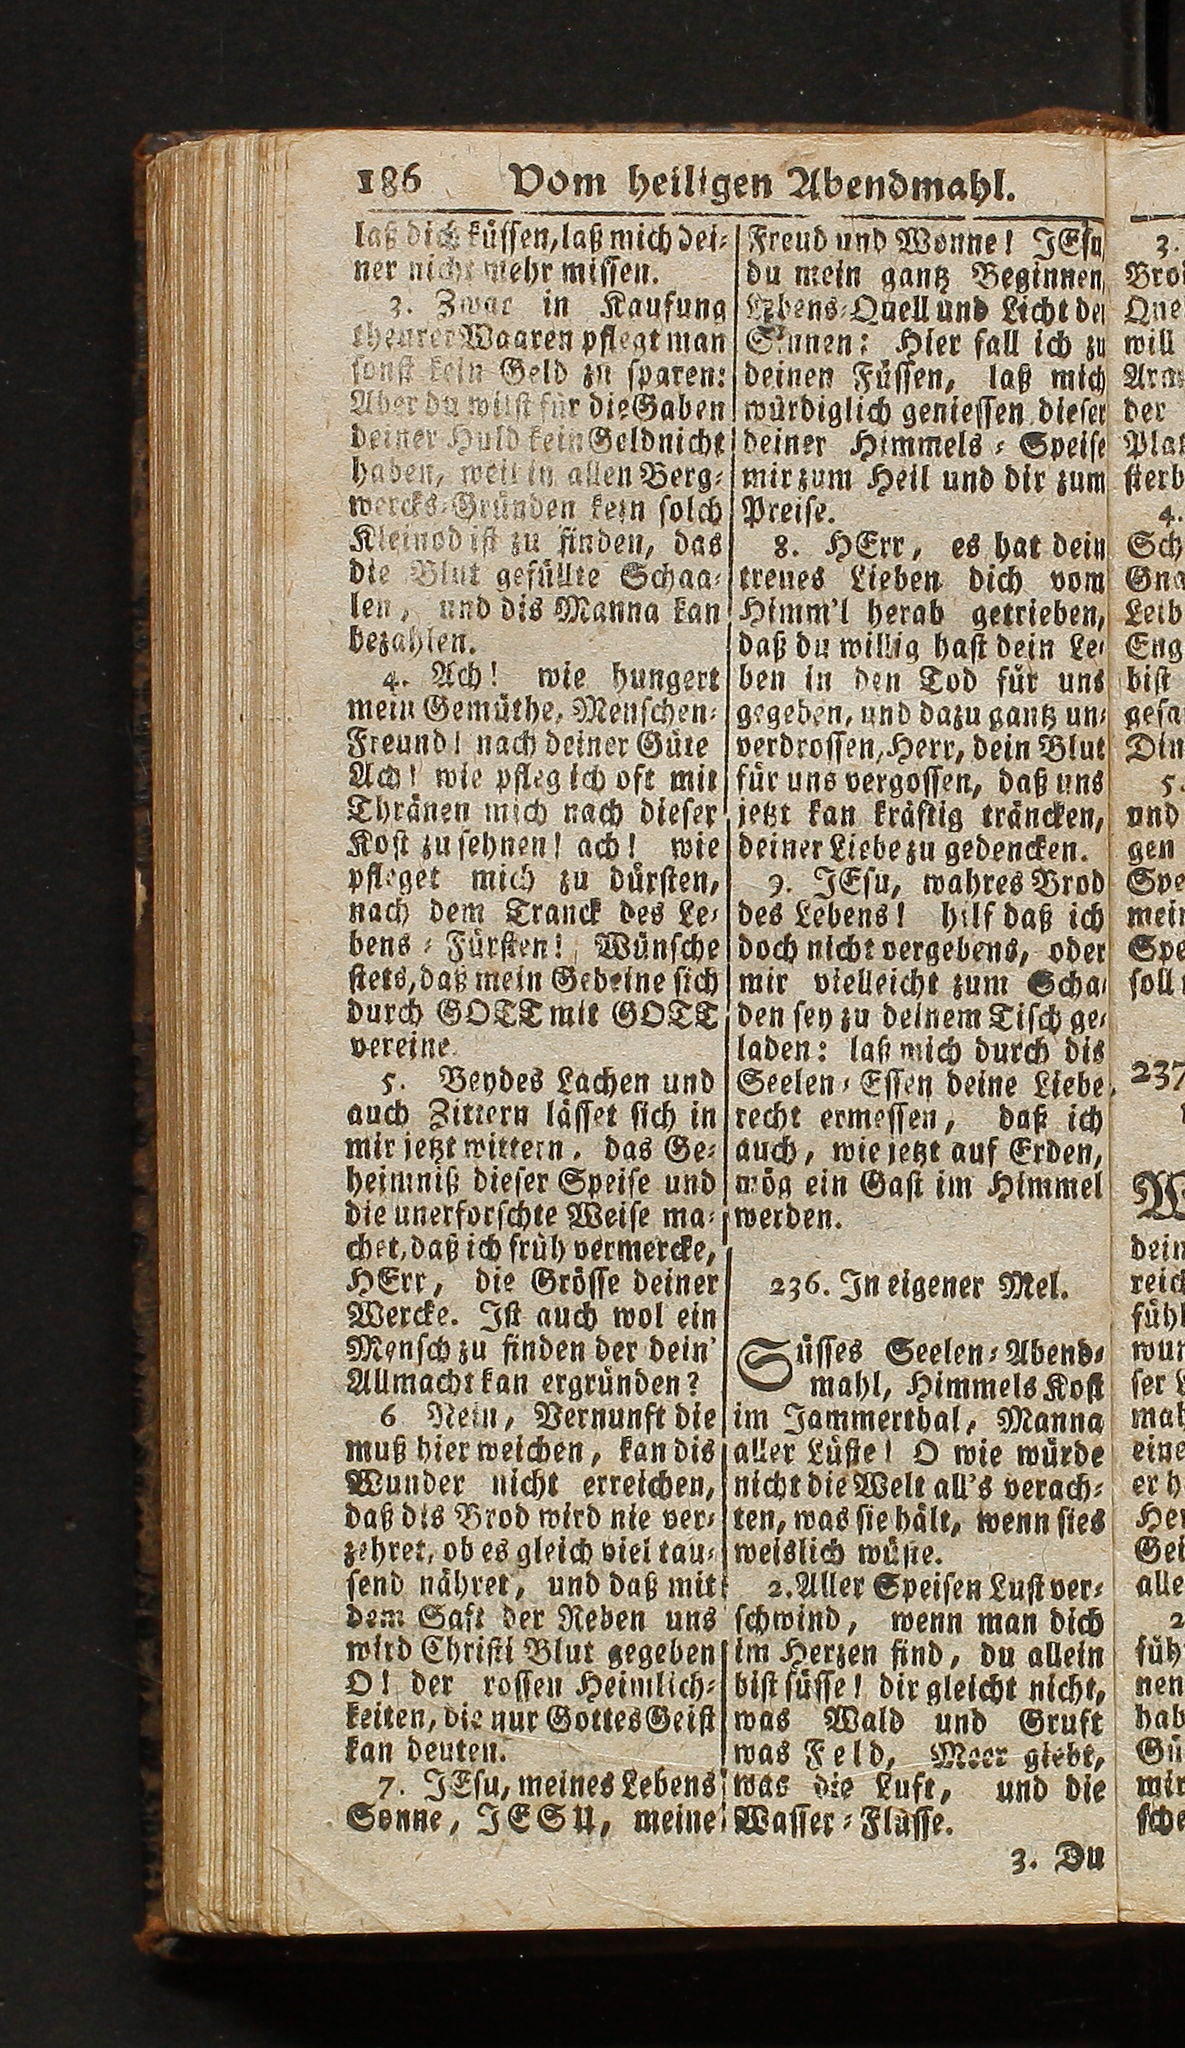 186 Vom heiligen Abendmahl.
laß dich küssen, laß mich dei-
ner nicht mehr missen.
3. Zwar in Kaufung
theurer Waaren pflegt man
sonst kein Geld zu sparen:
Aber du wilst für die Gaben
deiner Huld kein Geld nicht
haben, weil in allen Berg-
wercks-Gründen kein solch
Kleinod ist zu finden, das
die Blut gefüllte Schaa-
len, und dis Manna kan
bezahlen.
4. Ach! wie hungert
mein Gemüthe, Menschen-
Freund! nach deiner Güte
Ach! wie pfleg ich oft mit
Thränen mich nach dieser
Kost zu sehnen! ach! wie
pfleget mich zu dürsten,
nach dem Tranck des Le-
bens-Fürsten! Wünsche
stets, daß mein Gebeine sich
durch GOTT mit GOTT
vereine
5. Beydes Lachen und
auch Zittern lässet sich in
mir jetzt wittern, das Ge-
heimniß dieser Speise und
die unerforschte Weise ma-
chet, daß ich früh vermercke,
HErr, die Grösse deiner
Wercke. Ist auch wol ein
Mensch zu finden der dein'
Allmacht kan ergründen?
6 Nein, Vernunft die
muß hier weichen, kan dis
Wunder nicht erreichen,
daß dis Brod wird nie ver-
zehret, ob es gleich viel tau-
send nähret, und daß mit
dem Saft der Reben uns
wird Christi Blut gegeben
O! der rossen Heimlich-
keiten, die nur Gottes Geist
kan deuten.
7. JEsu, meines Lebens
Sonne, JESU, meine
Freud und Wonne! JEsu
du mein gantz Beginnen
Lebens-Quell und Licht der
Sinnen: Hier fall ich zu
deinen Füssen, laß mich
würdiglich geniessen dieser
deiner Himmels-Speise
mir zum Heil und dir zum
Preise.
8. HErr, es hat dein
treues Lieben dich vom
Himm'l herab getrieben,
daß du willig hast dein Le-
ben in den Tod für uns
gegeben, und dazu gantz un-
verdrossen, Herr, dein Blut
für uns vergossen, daß uns
jetzt kan kräftig träncken,
deiner Liebe zu gedencken.
9. JEsu, wahres Brod
des Lebens! hilf daß ich
doch nicht vergebens, oder
mir vielleicht zum Scha-
den sey zu deinem Tisch ge-
laden: laß mich durch dis
Seelen-Essen deine Liebe
recht ermessen, daß ich
auch, wie jetzt auf Erden,
mög ein Gast im Himmel
werden.
236. In eigener Mel.
Süsses Seelen-Abend-
mahl, Himmels Kost
im Jammerthal, Manna
aller Lüste! O wie würde
nicht die Welt all's verach-
ten, was sie hält, wenn sies
weislich wüste.
2. Aller Speisen Lust ver-
schwind, wenn man dich
im Herzen find, du allein
bist süsse! dir gleicht nicht,
was Wald und Gruft
was Feld, Meer giebt,
was die Luft, und die
Wasser-Flüsse.
3. Du
3.
will
der
4.
5.
und
gen
237